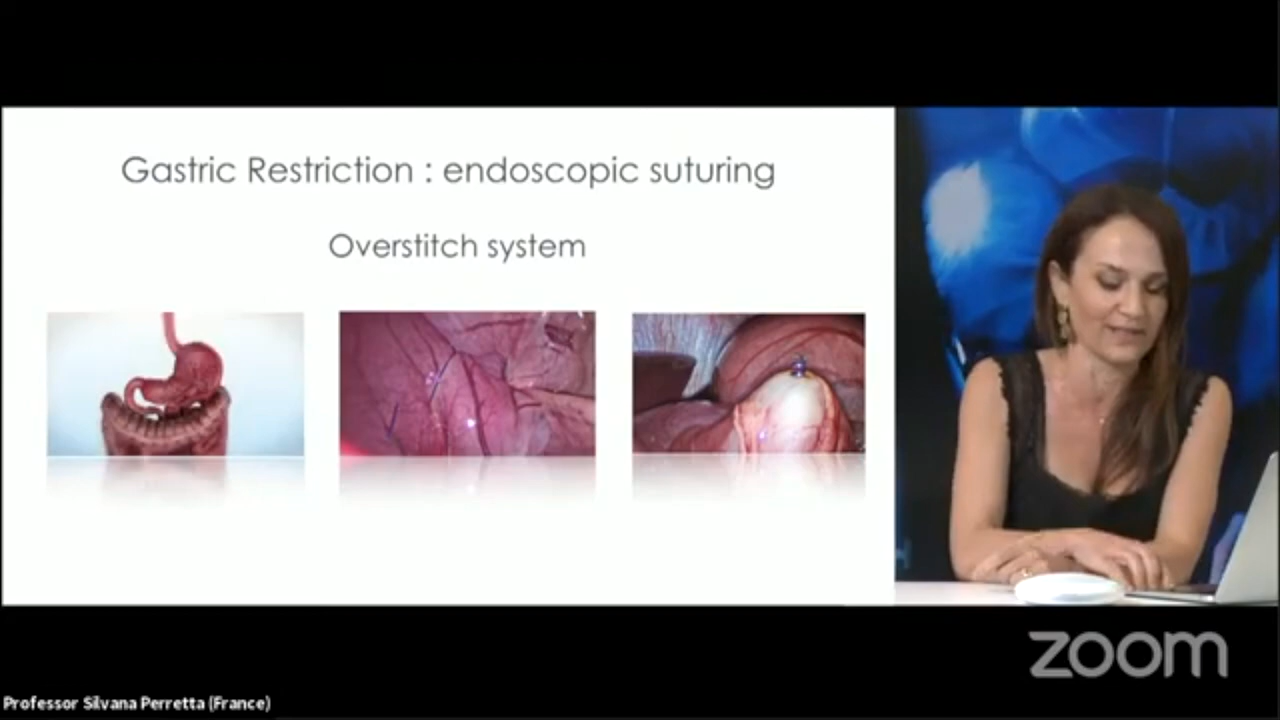 Gastric Restriction : endoscopic suturing
Overstitch system
zoom
Professor Silvana Perretta (France)